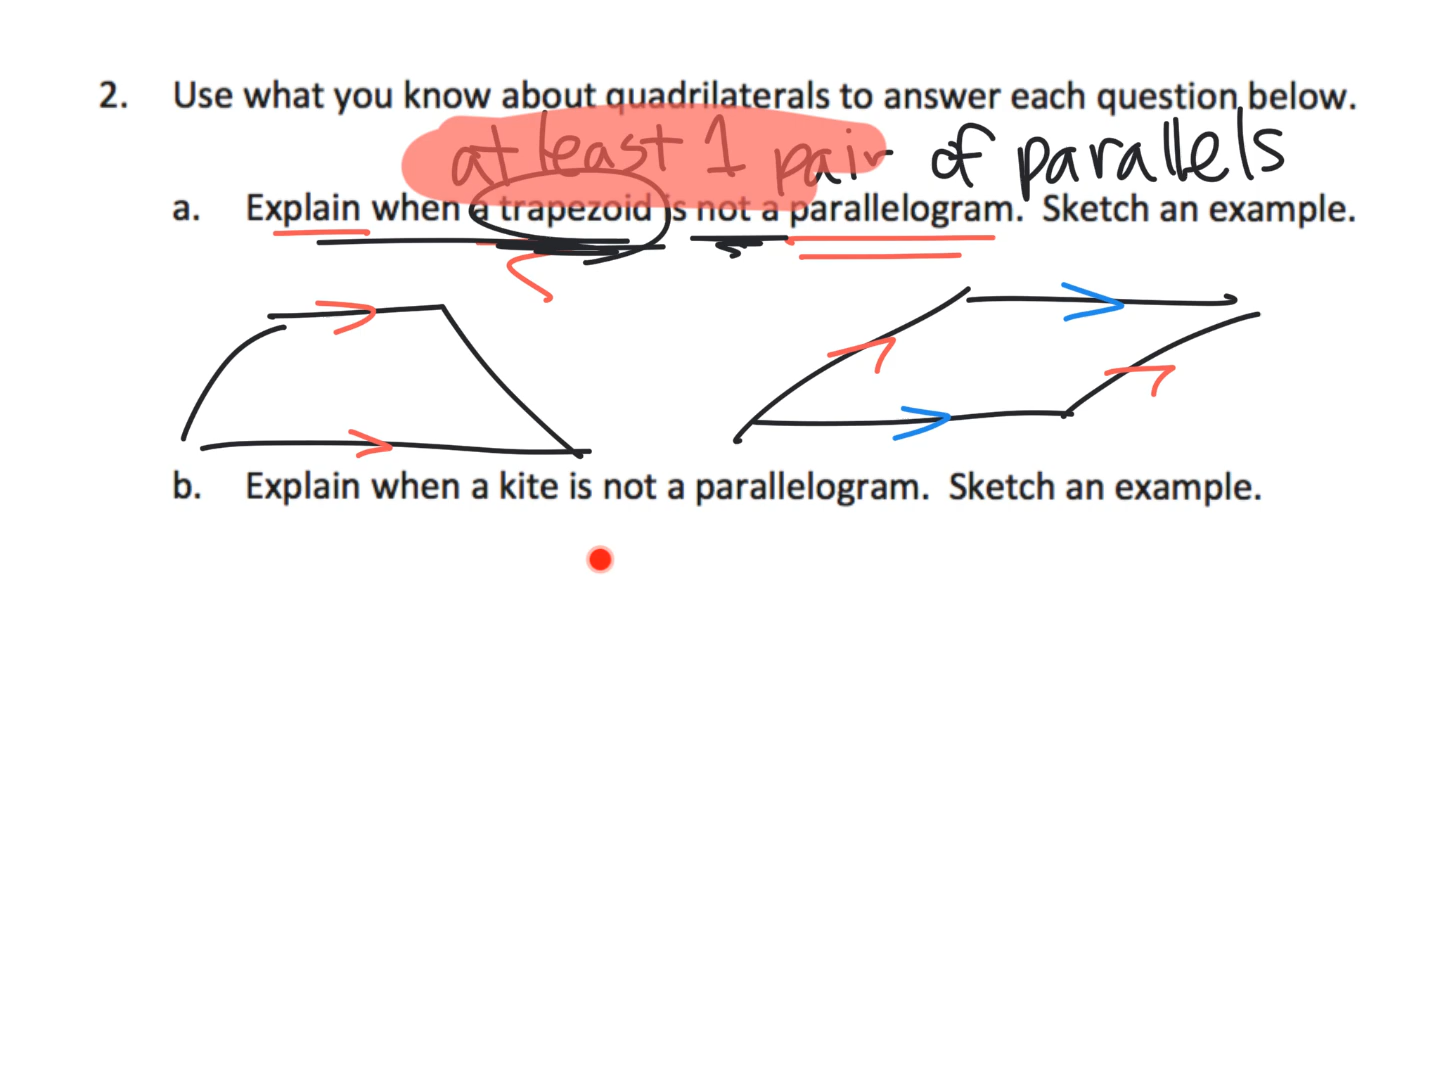 2. Use what you know about quadrilaterals to answer each question below.
at least 1 pair of parallels
a. Explain when a trapezoid is not a parallelogram. Sketch an example.
b. Explain when a kite is not a parallelogram. Sketch an example.